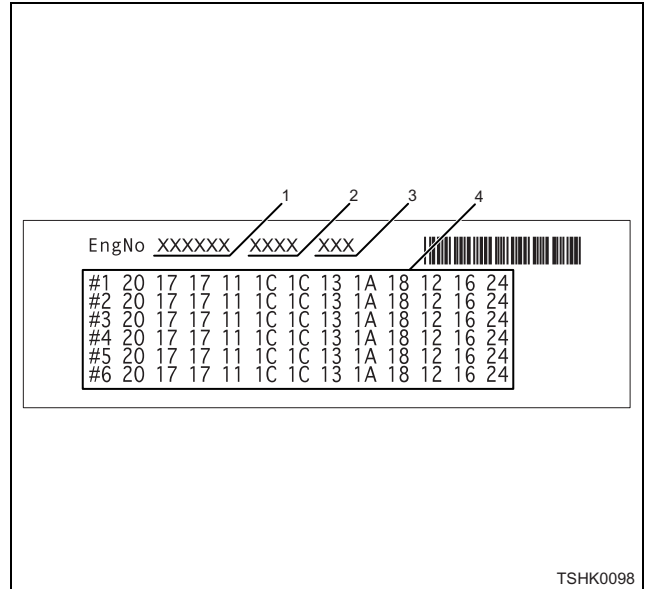 1 2 3 4
EngNo XXXXXX XXXX XXX
#1 20 17 17 11 1C 1C 13 1A 18 12 16 24
#2 20 17 17 11 1C 1C 13 1A 18 12 16 24
#3 20 17 17 11 1C 1C 13 1A 18 12 16 24
#4 20 17 17 11 1C 1C 13 1A 18 12 16 24
#5 20 17 17 11 1C 1C 13 1A 18 12 16 24
#6 20 17 17 11 1C 1C 13 1A 18 12 16 24
TSHK0098